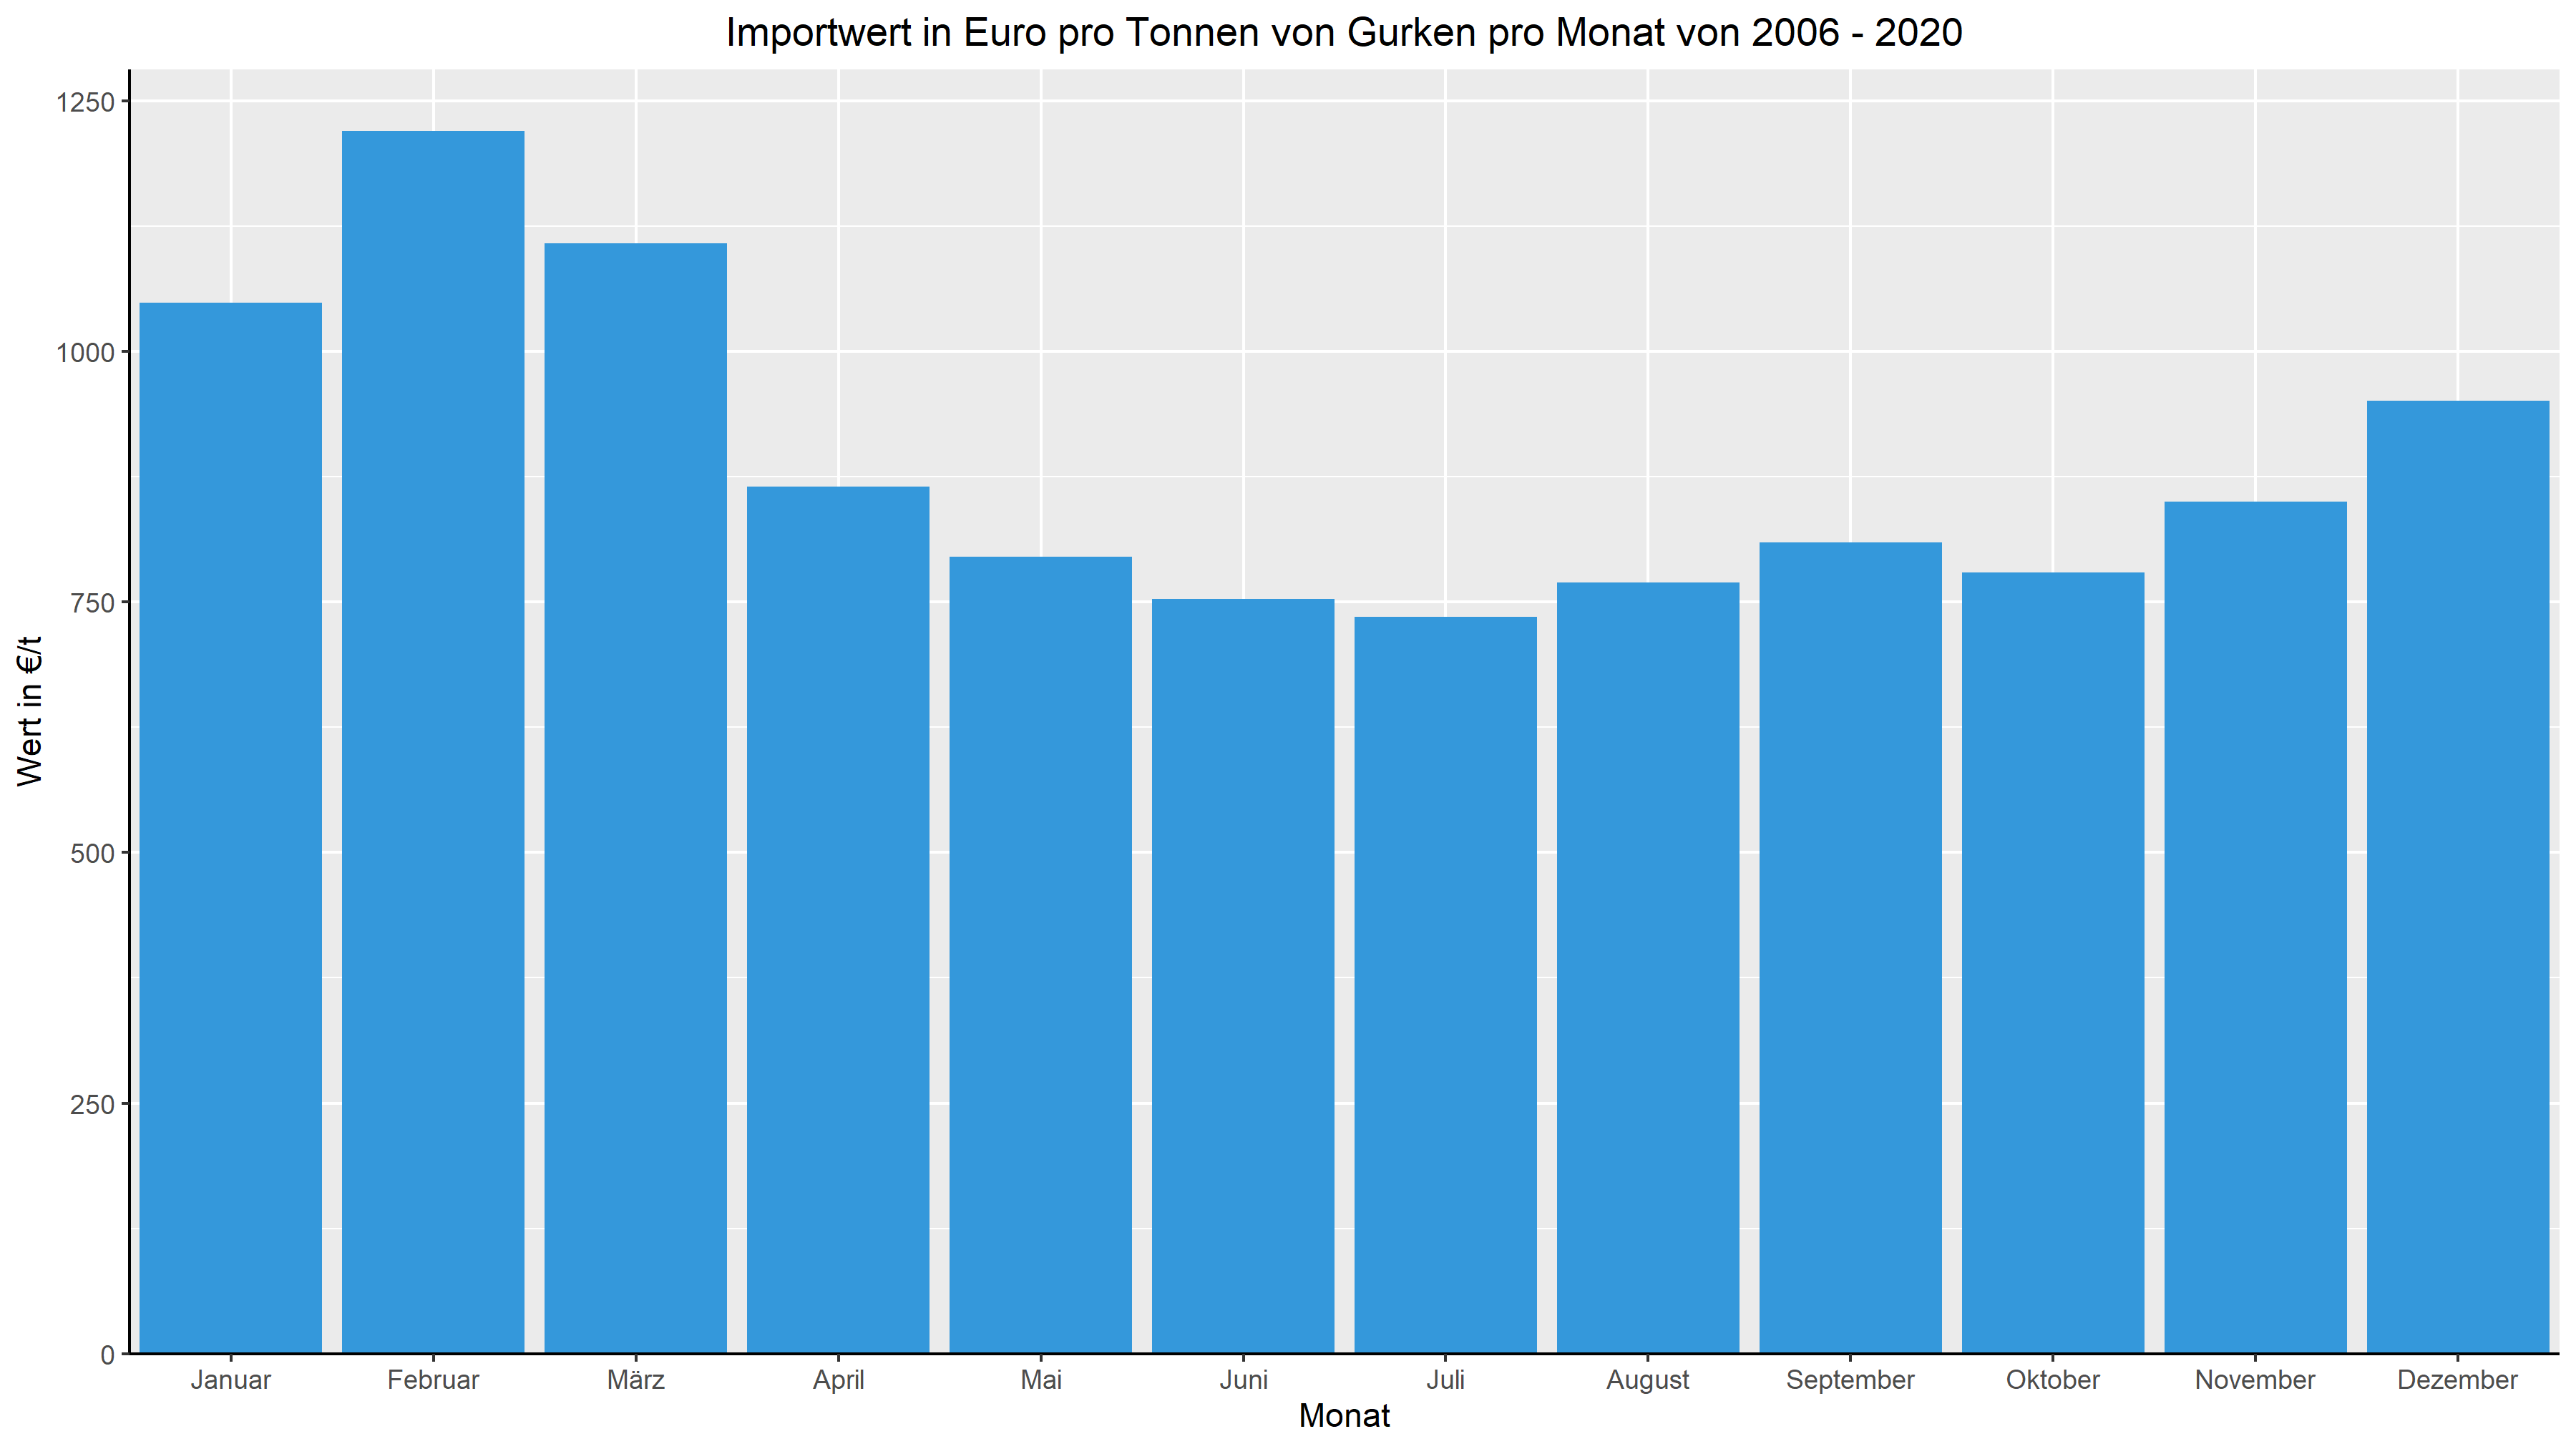 Importwert in Euro pro Tonnen von Gurken pro Monat von 2006 - 2020
1250
1000
750
500
250
0
Wert in €/t
Januar Februar März April Mai Juni Juli August September Oktober November Dezember
Monat